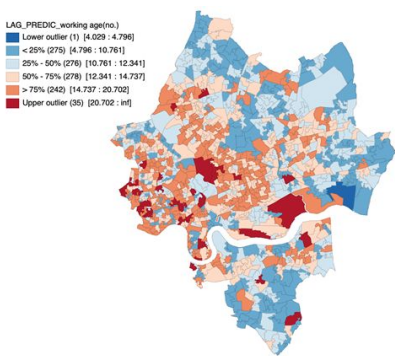 LAG_PREDIC_working age(no.)
Lower outlier (1) [4.029 : 4.796]
< 25% (275) [4.796 : 10.761]
25% - 50% (276) [10.761 : 12.341]
50% - 75% (278) [12.341 : 14.737]
> 75% (242) [14.737 : 20.702]
Upper outlier (35) [20.702 : inf]